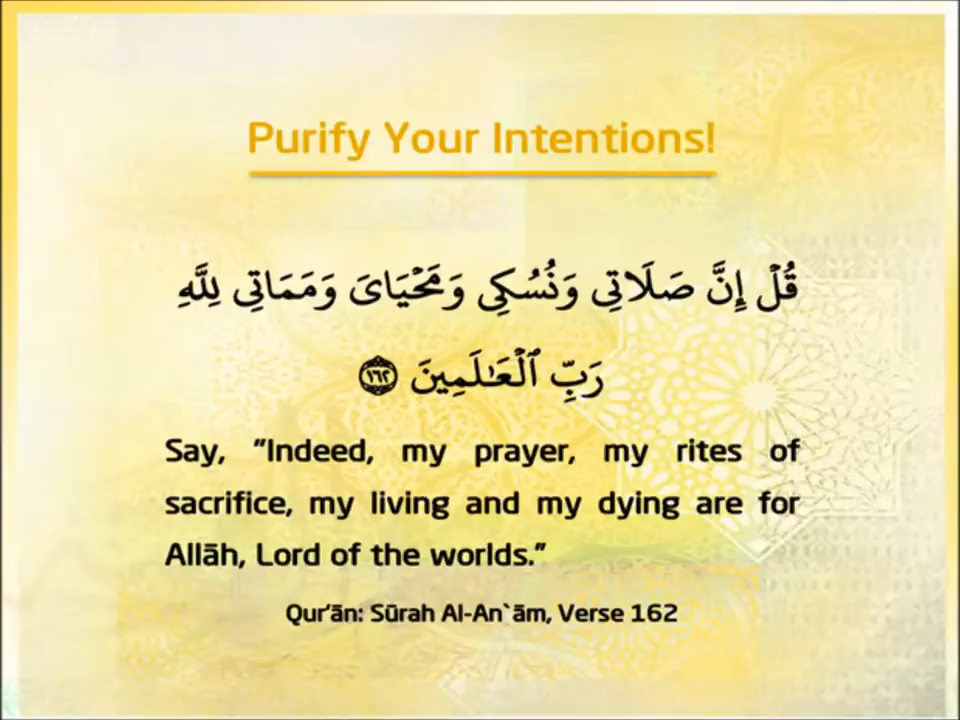 Purify Your Intentions!
قُلْ إِنَّ صَلَاتِى وَنُسُكِى وَمَحْيَاىَ وَمَمَاتِى لِلَّهِ
رَبِّ ٱلْعَـٰلَمِينَ ١٦٢
Say, "Indeed, my prayer, my rites of
sacrifice, my living and my dying are for
Allāh, Lord of the worlds."
Qur'ān: Sūrah Al-An`ām, Verse 162